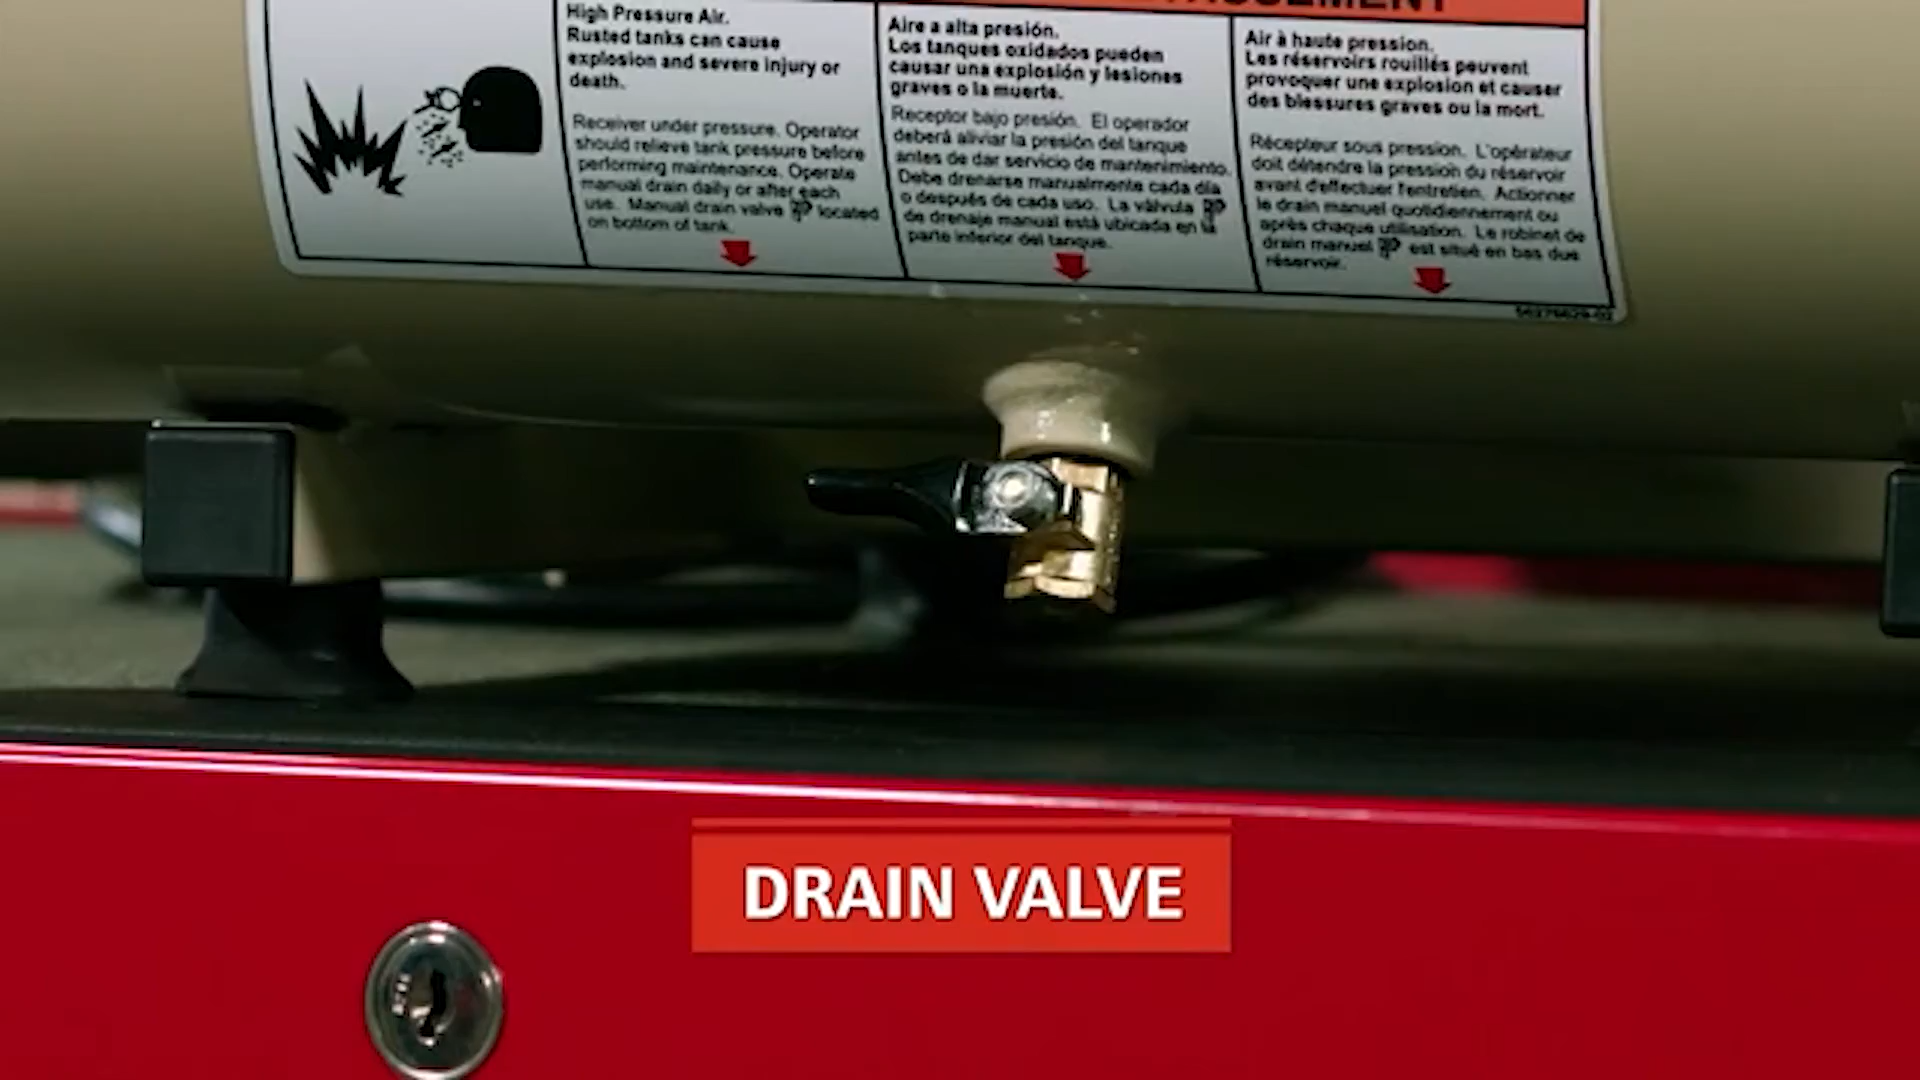 High Pressure Air.
Rusted tanks can cause
explosion and severe injury or
death.
Receiver under pressure. Operator
should relieve tank pressure before
performing maintenance. Operate
manual drain daily or after each
use. Manual drain valve located
on bottom of tank.
Aire a alta presión.
Los tanques oxidados pueden
causar una explosión y lesiones
graves o la muerte.
Receptor bajo presión. El operador
deberá aliviar la presión del tanque
antes de dar servicio de mantenimiento.
Debe drenarse manualmente cada día
o después de cada uso. La válvula
de drenaje manual está ubicada en la
parte inferior del tanque.
Air à haute pression.
Les réservoirs rouillés peuvent
provoquer une explosion et causer
des blessures graves ou la mort.
Récepteur sous pression. L'opérateur
doit détendre la pression du réservoir
avant d'effectuer l'entretien. Actionner
le drain manuel quotidiennement ou
après chaque utilisation. Le robinet de
drain manuel est situé en bas due
réservoir.
DRAIN VALVE